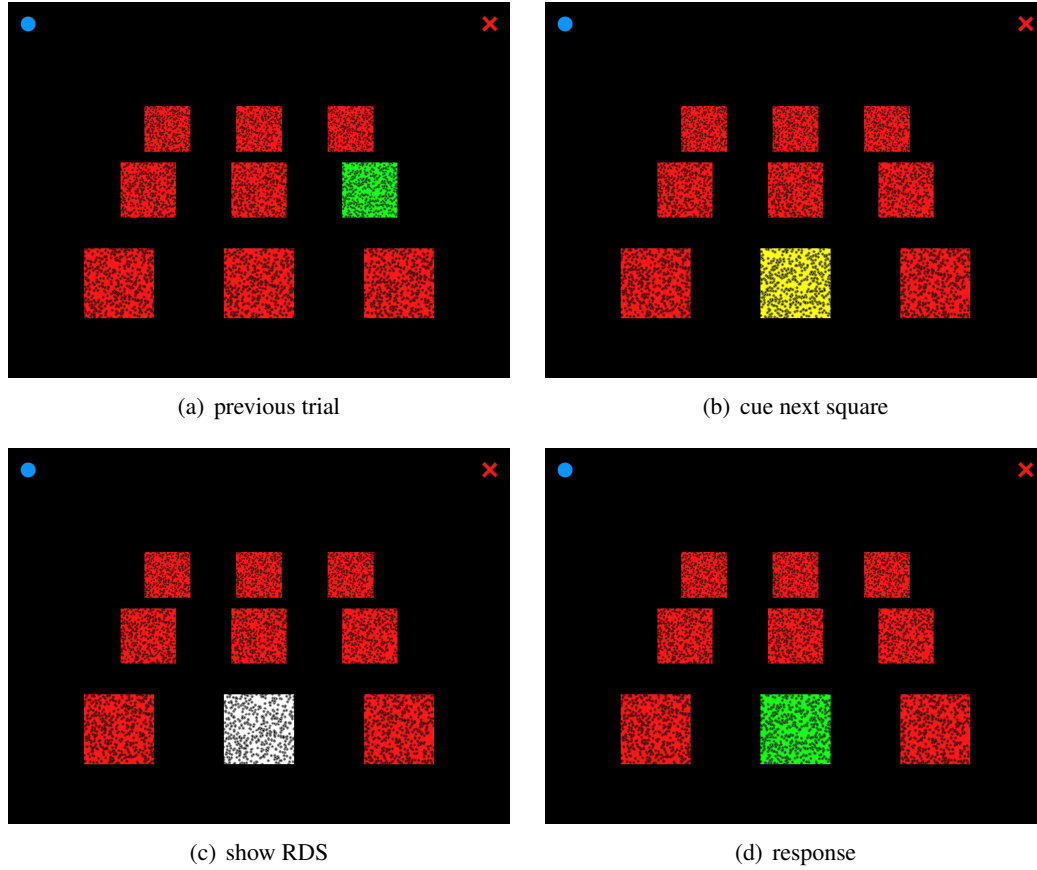 (a) previous trial
(b) cue next square
(c) show RDS
(d) response